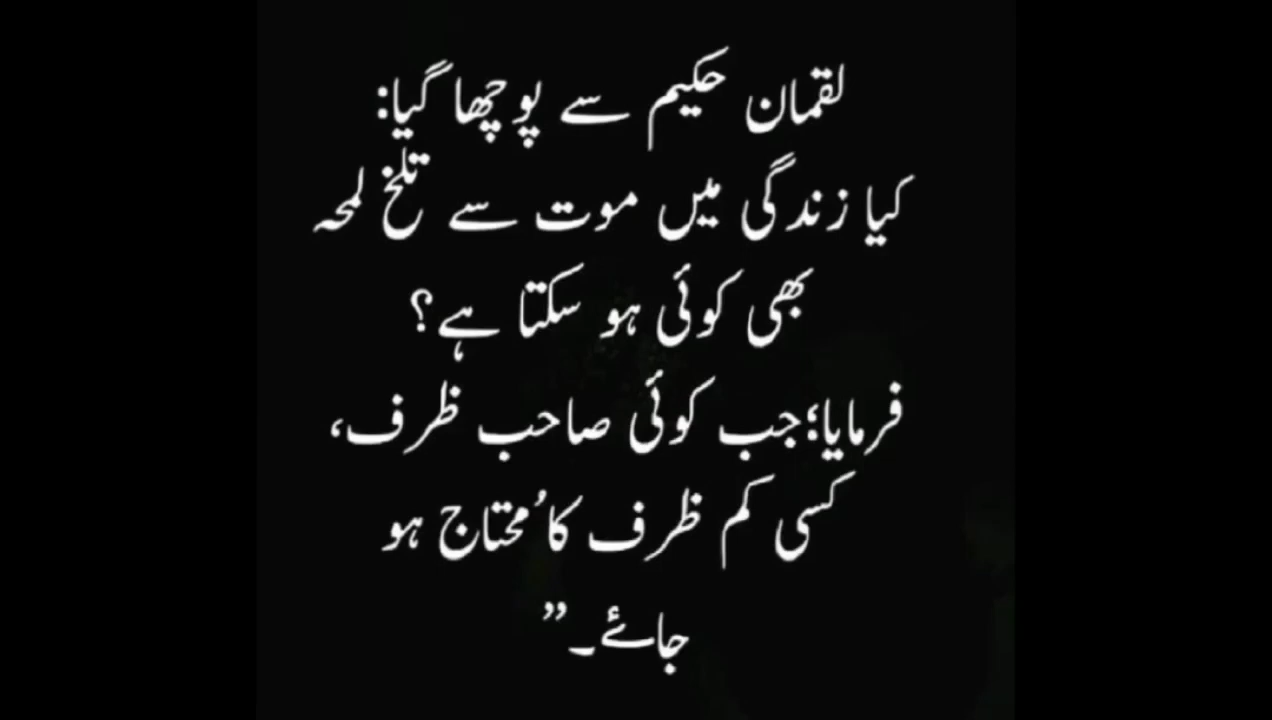 لقمان حکیم سے پوچھا گیا:
کیا زندگی میں موت سے تلخ لمحہ
بھی کوئی ہو سکتا ہے؟
فرمایا؛جب کوئی صاحب ظرف،
کسی کم ظرف کا ُمحتاج ہو
جائے۔”